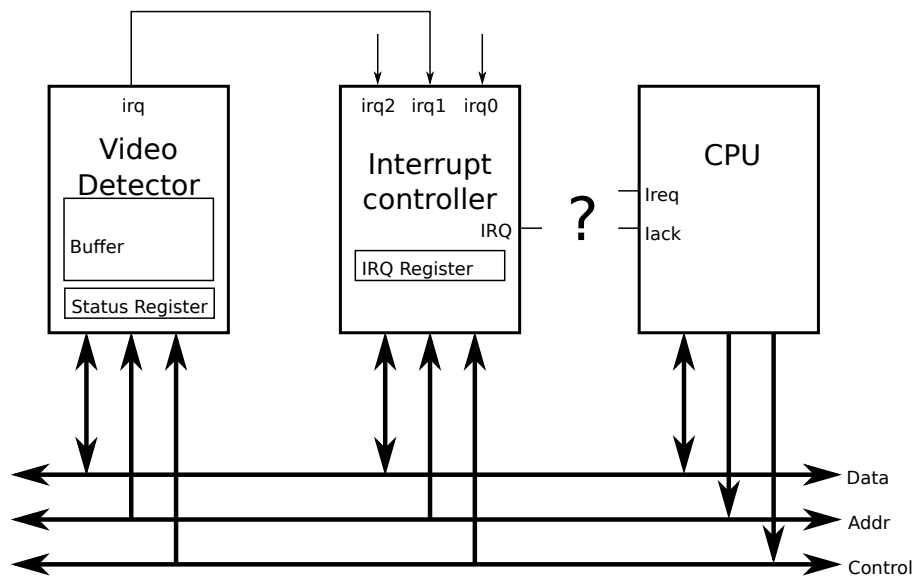 irq
Video
Detector
Buffer
Status Register
irq2 irq1 irq0
Interrupt
controller
IRQ
IRQ Register
?
CPU
Ireq
Iack
Data
Addr
Control